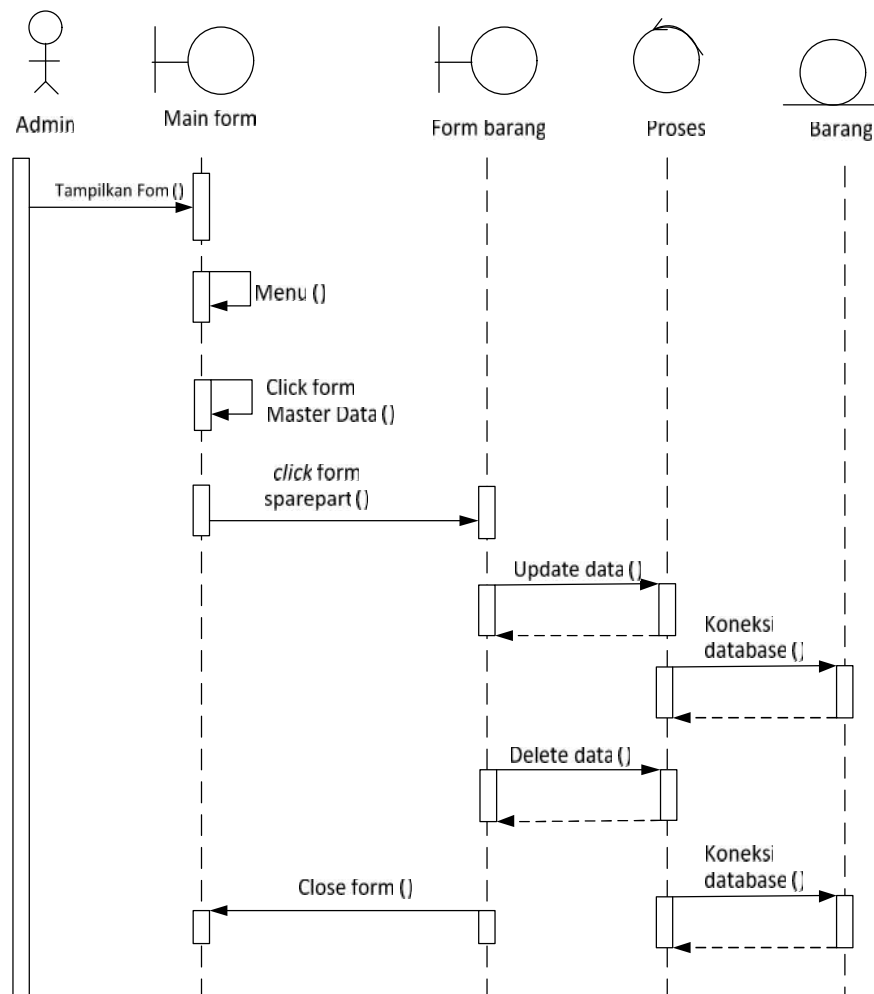 Admin
Main form
Form barang
Proses
Barang
Tampilkan Fom ()
Menu ()
Click form
Master Data ()
click form
sparepart ()
Update data ()
Koneksi
database ()
Delete data ()
Koneksi
database ()
Close form ()